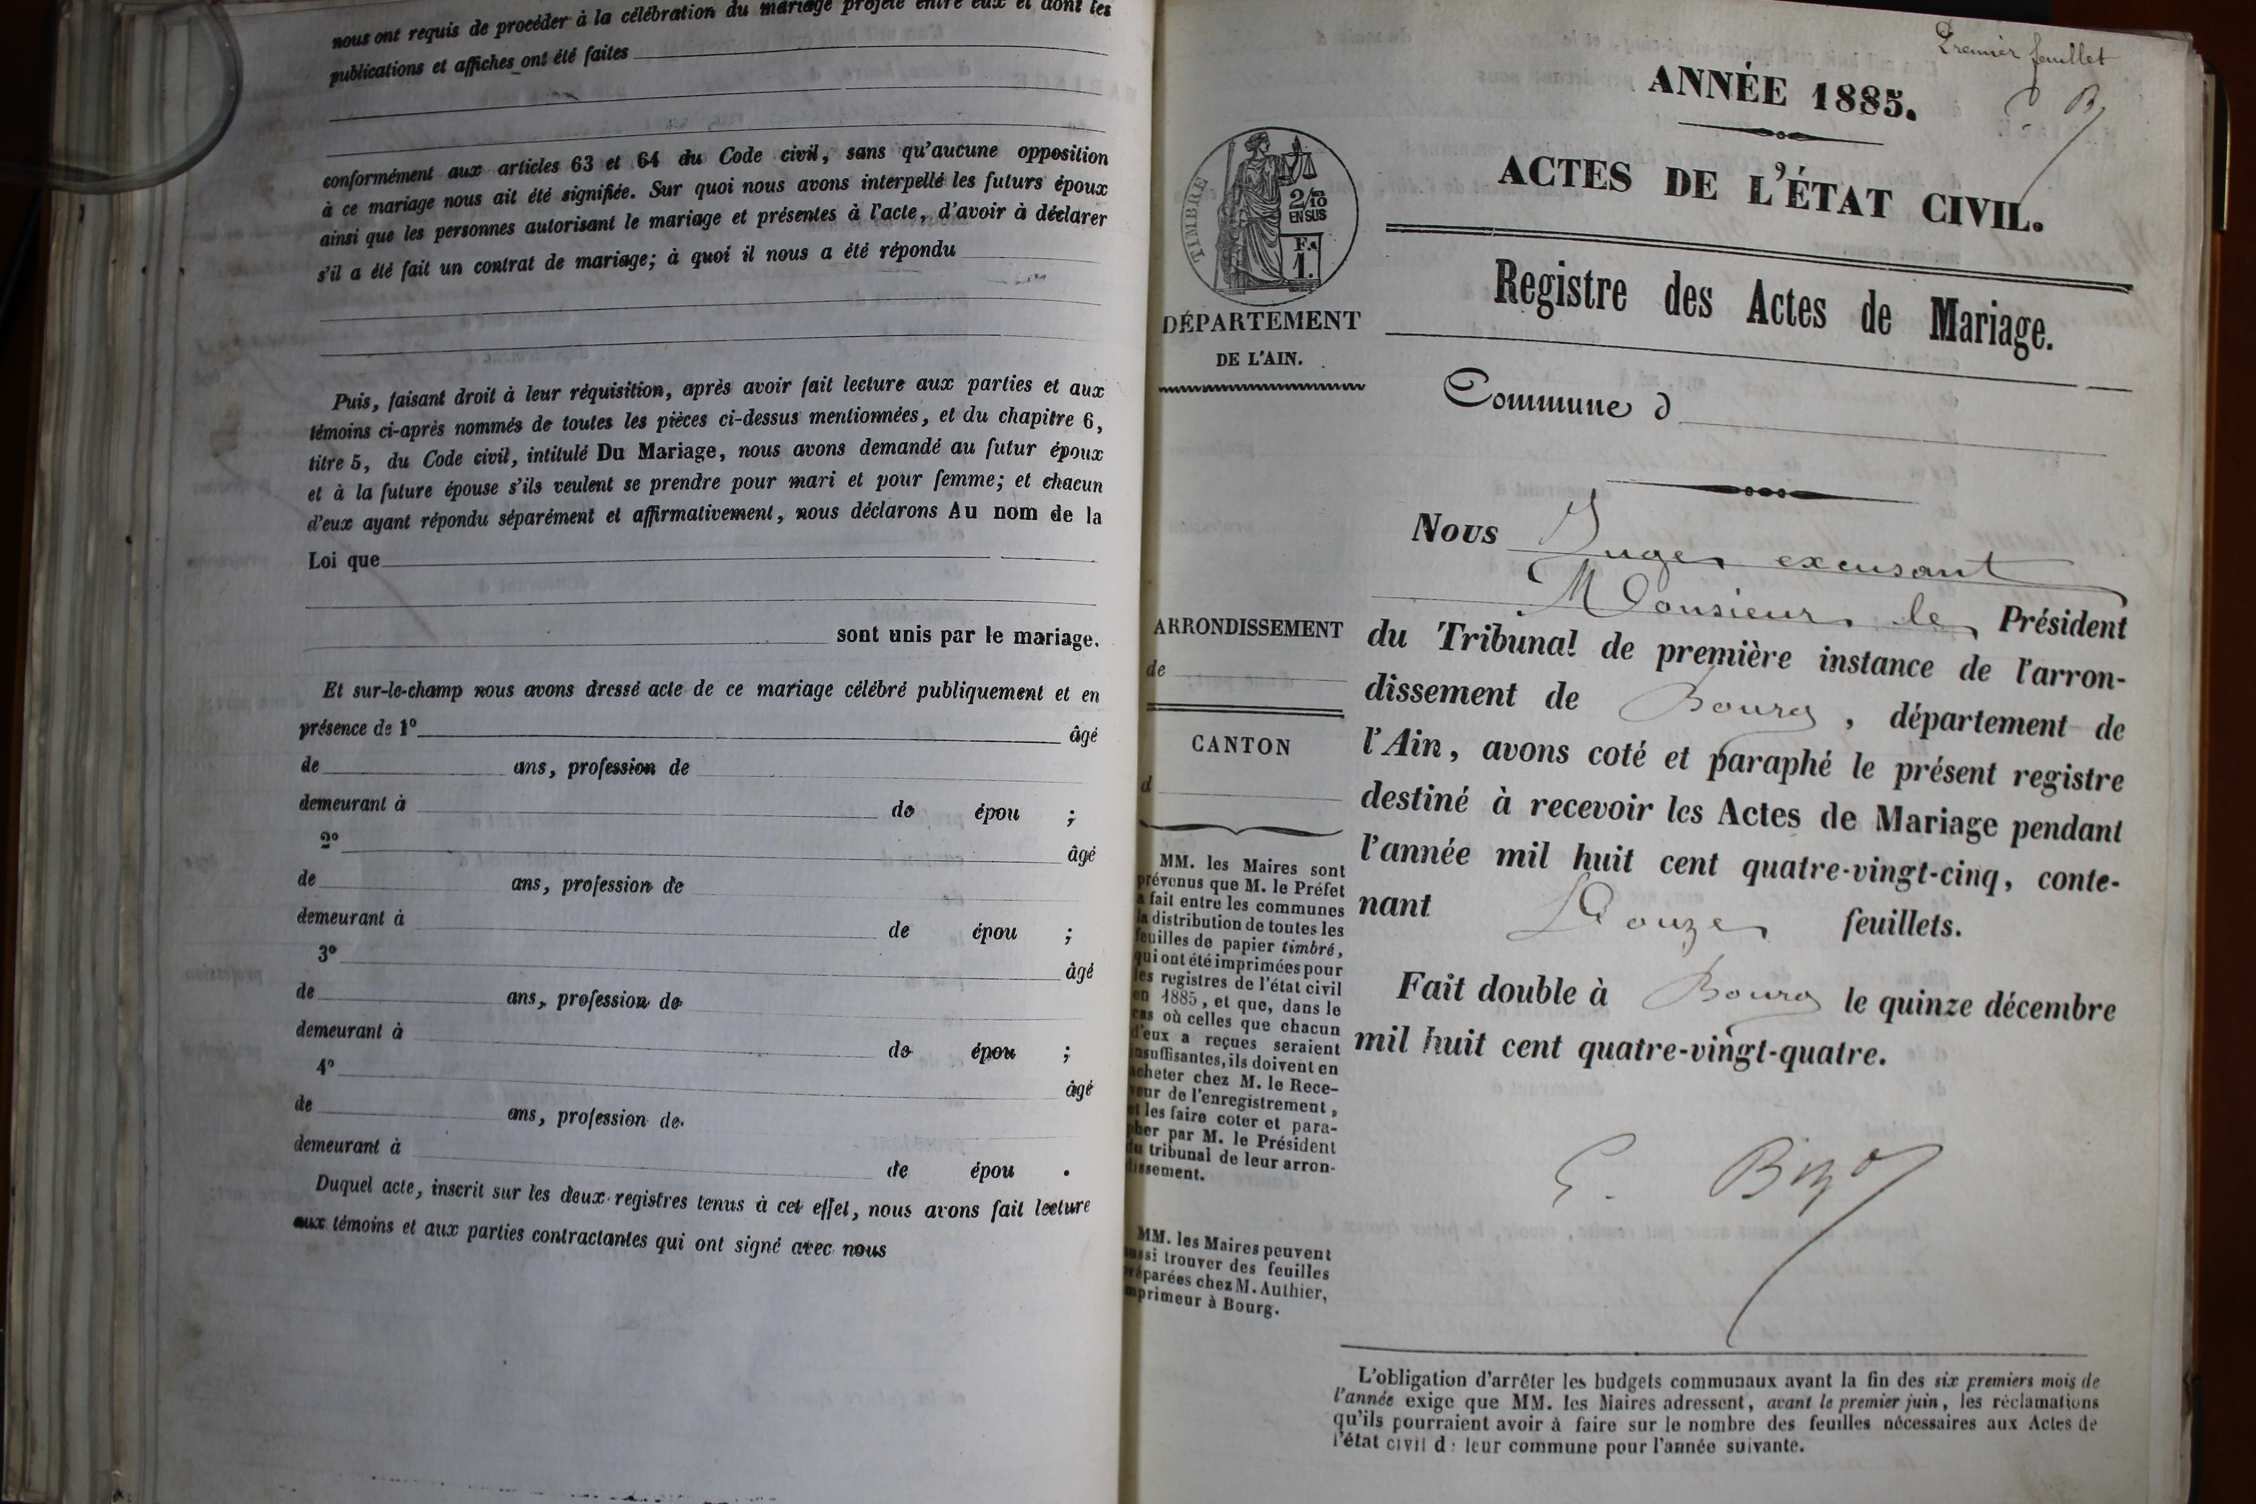 nous ont requis de procéder à la célébration du mariage projeté entre eux et dont les
publications et affiches ont été faites
conformément aux articles 63 et 64 du Code civil, sans qu'aucune opposition
à ce mariage nous ait été signifiée. Sur quoi nous avons interpellé les futurs époux
ainsi que les personnes autorisant le mariage et présentes à l'acte, d'avoir à déclarer
s'il a été fait un contrat de mariage; à quoi il nous a été répondu
Puis, faisant droit à leur réquisition, après avoir fait lecture aux parties et aux
témoins ci-après nommés de toutes les pièces ci-dessus mentionnées, et du chapitre 6,
titre 5, du Code civil, intitulé Du Mariage, nous avons demandé au futur époux
et à la future épouse s'ils veulent se prendre pour mari et pour femme; et chacun
d'eux ayant répondu séparément et affirmativement, nous déclarons Au nom de la
Loi que
sont unis par le mariage.
Et sur-le-champ nous avons dressé acte de ce mariage célébré publiquement et en
présence de 1º âgé
de ans, profession de
demeurant à de épou ;
2º âgé
de ans, profession de
demeurant à de épou ;
3º âgé
de ans, profession de
demeurant à de épou ;
4º âgé
de ans, profession de
demeurant à de épou .
Duquel acte, inscrit sur les deux registres tenus à cet effet, nous avons fait lecture
aux témoins et aux parties contractantes qui ont signé avec nous
Premier feuillet
ANNÉE 1885.
ACTES DE L'ÉTAT CIVIL.
Registre des Actes de Mariage.
Commune d
TIMBRE
2/10
EN SUS
F.
1.
DÉPARTEMENT
DE L'AIN.
ARRONDISSEMENT
de
CANTON
d
MM. les Maires sont
prévenus que M. le Préfet
a fait entre les communes
la distribution de toutes les
feuilles de papier timbré,
qui ont été imprimées pour
les registres de l'état civil
en 1885, et que, dans le
cas où celles que chacun
d'eux a reçues seraient
insuffisantes, ils doivent en
acheter chez M. le Rece-
veur de l'enregistrement,
et les faire coter et para-
pher par M. le Président
du tribunal de leur arron-
dissement.
MM. les Maires peuvent
aussi trouver des feuilles
préparées chez M. Authier,
imprimeur à Bourg.
Nous Juge excusant
Monsieur le Président
du Tribunal de première instance de l'arron-
dissement de Bourg, département de
l'Ain, avons coté et paraphé le présent registre
destiné à recevoir les Actes de Mariage pendant
l'année mil huit cent quatre-vingt-cinq, conte-
nant Douze feuillets.
Fait double à Bourg le quinze décembre
mil huit cent quatre-vingt-quatre.
L'obligation d'arrêter les budgets communaux avant la fin des six premiers mois de
l'année exige que MM. les Maires adressent, avant le premier juin, les réclamations
qu'ils pourraient avoir à faire sur le nombre des feuilles nécessaires aux Actes de
l'état civil d: leur commune pour l'année suivante.